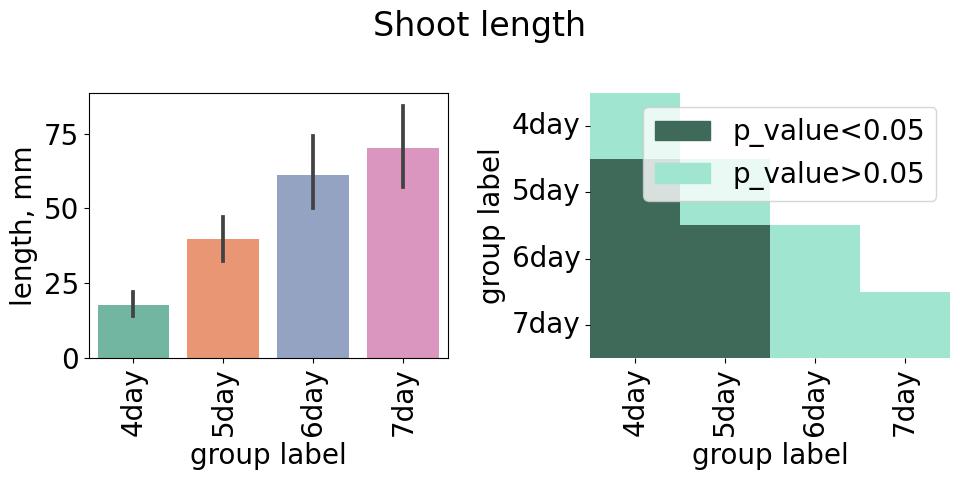 Shoot length
length, mm
75
50
25
0
4day
5day
6day
7day
group label
group label
4day
5day
6day
7day
p_value<0.05
p_value>0.05
4day
5day
6day
7day
group label